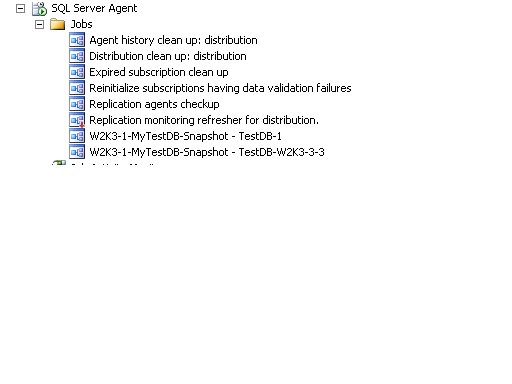 SQL Server Agent
Jobs
Agent history clean up: distribution
Distribution clean up: distribution
Expired subscription clean up
Reinitialize subscriptions having data validation failures
Replication agents checkup
Replication monitoring refresher for distribution.
W2K3-1-MyTestDB-Snapshot - TestDB-1
W2K3-1-MyTestDB-Snapshot - TestDB-W2K3-3-3